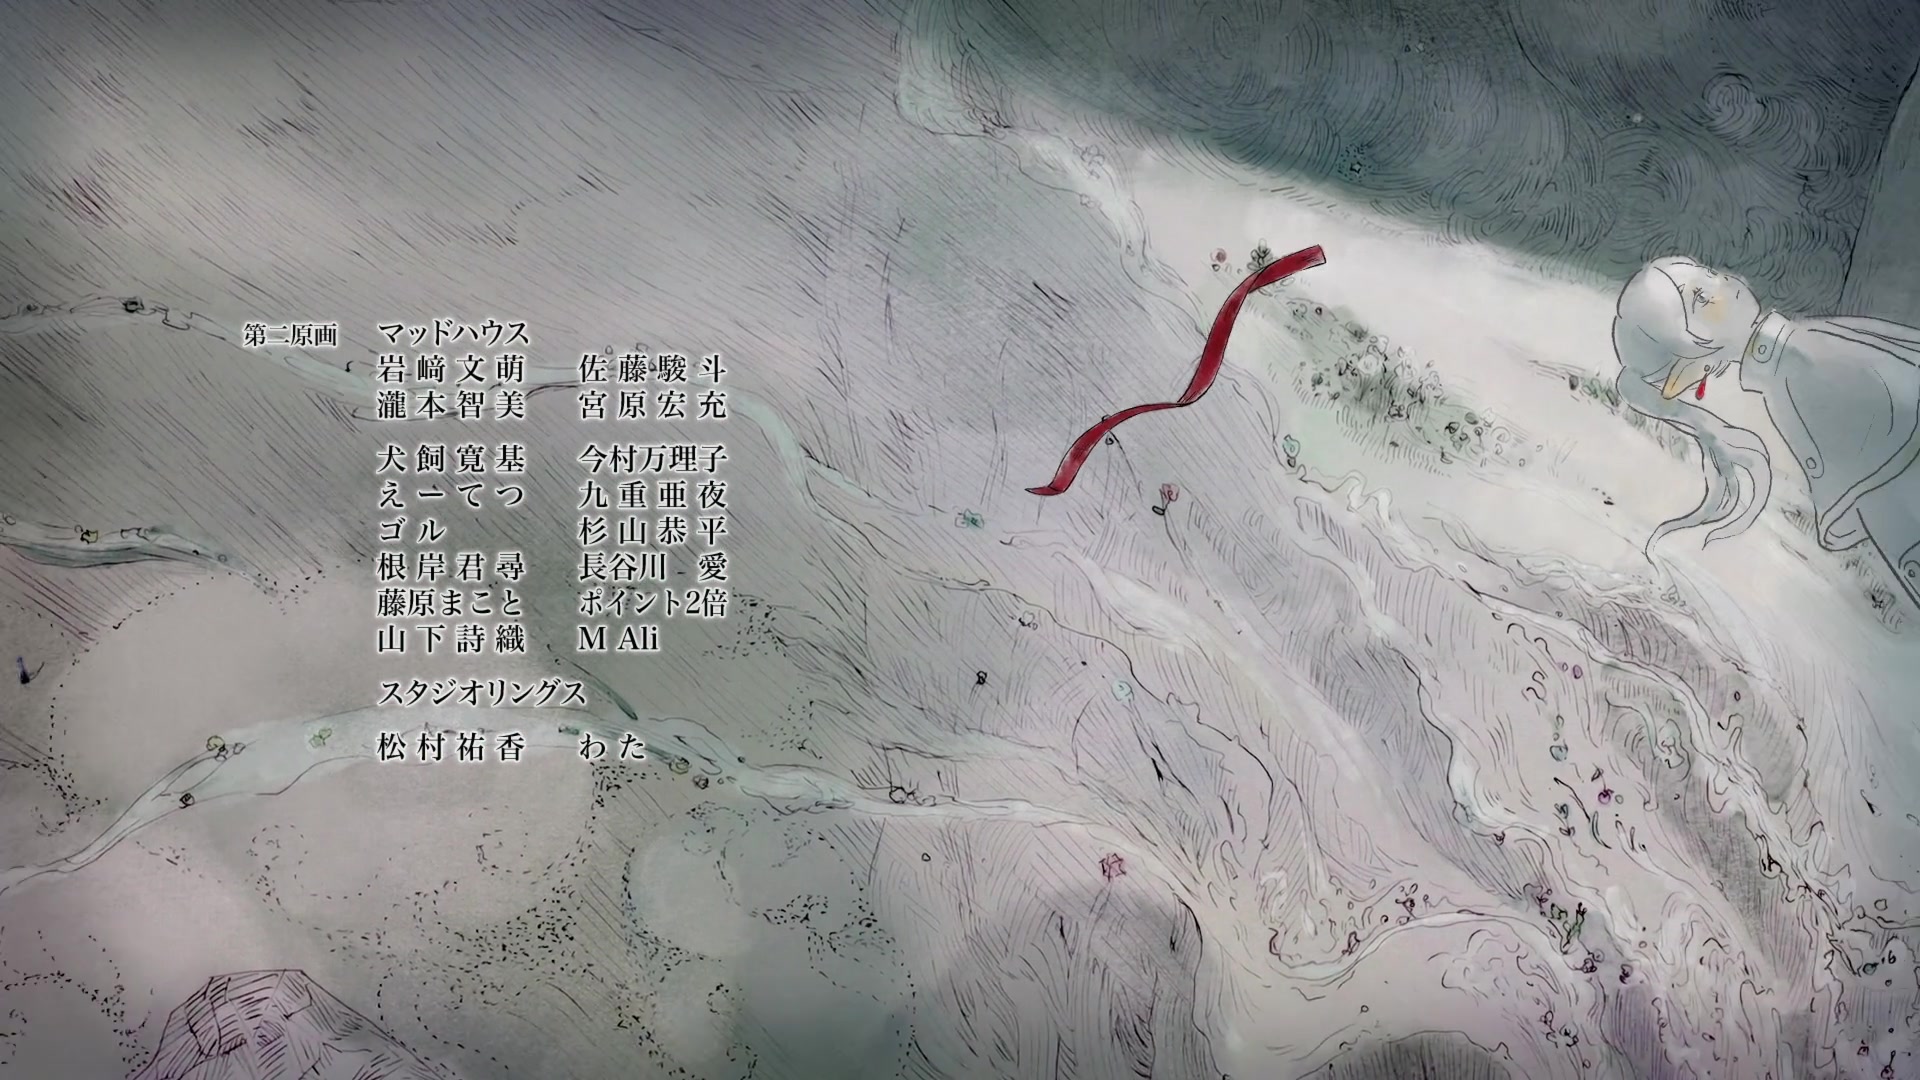 第二原画 マッドハウス
岩﨑文萌 佐藤駿斗
瀧本智美 宮原宏充
犬飼寛基 今村万理子
えーてつ 九重亜夜
ゴル 杉山恭平
根岸君尋 長谷川 愛
藤原まこと ポイント2倍
山下詩織 M Ali
スタジオリングス
松村祐香 わた